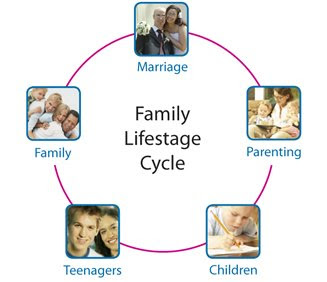 Marriage
Family
Lifestage
Cycle
Family
Parenting
Teenagers
Children